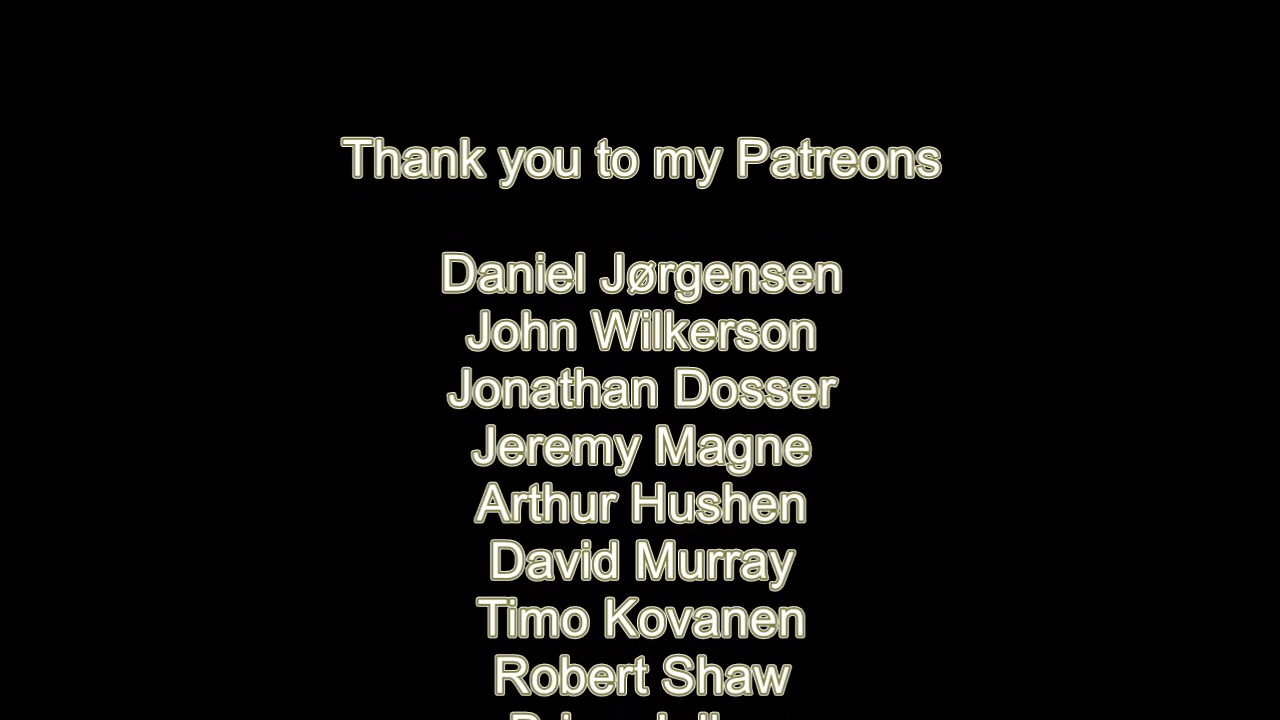 Thank you to my Patreons
Daniel Jørgensen
John Wilkerson
Jonathan Dosser
Jeremy Magne
Arthur Hushen
David Murray
Timo Kovanen
Robert Shaw